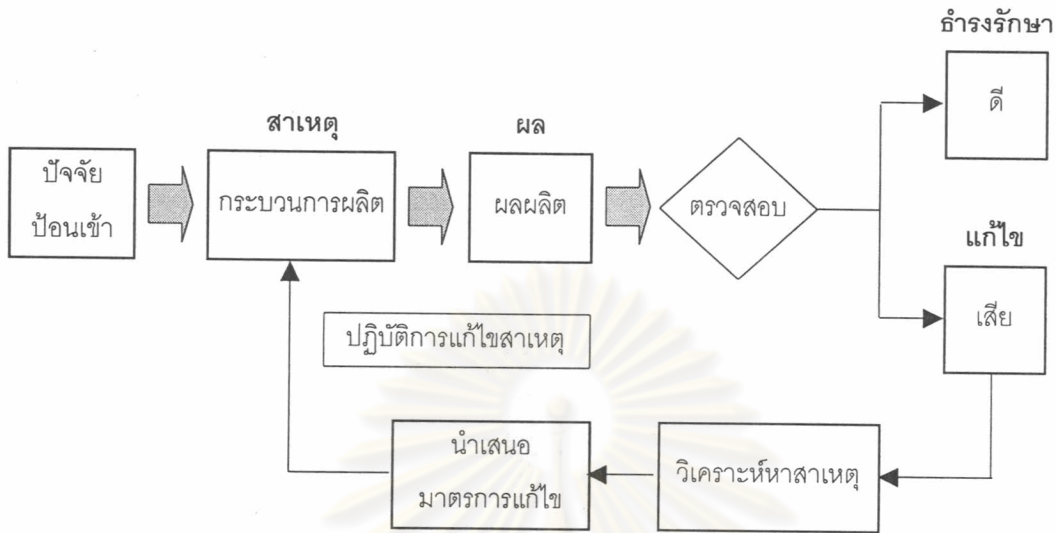 ธำรงรักษา
ดี
สาเหตุ
ผล
ปัจจัย
ป้อนเข้า
กระบวนการผลิต
ผลผลิต
ตรวจสอบ
แก้ไข
เสีย
ปฏิบัติการแก้ไขสาเหตุ
นำเสนอ
มาตรการแก้ไข
วิเคราะห์หาสาเหตุ